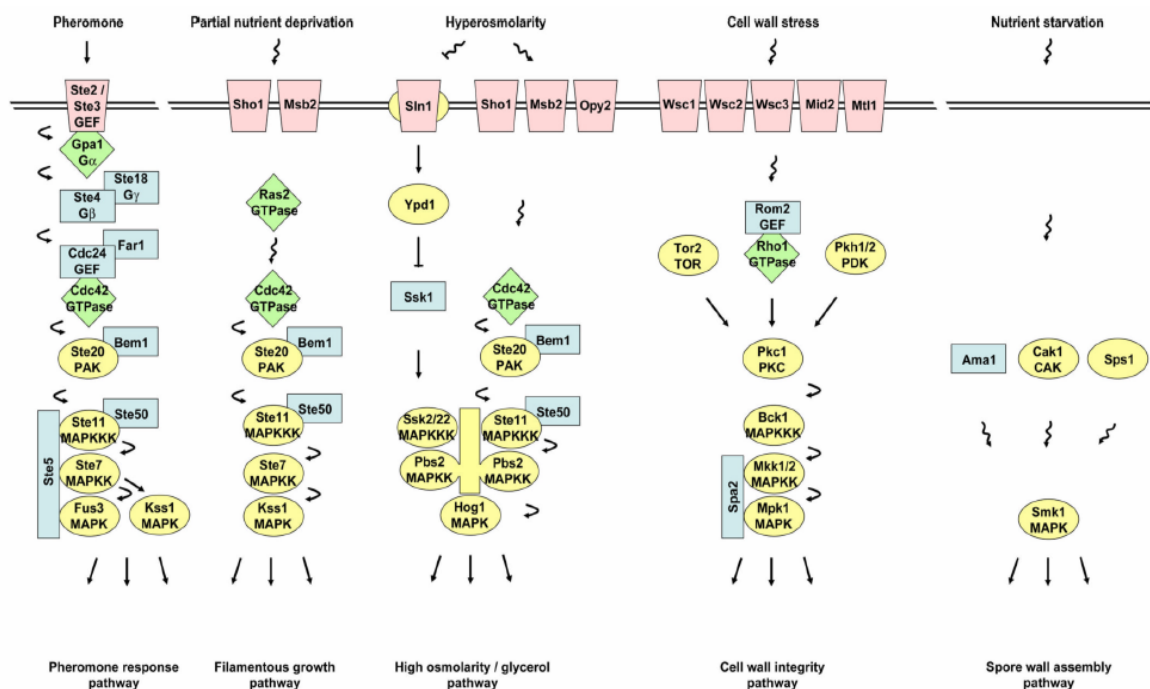 Pheromone
Partial nutrient deprivation
Hyperosmolarity
Cell wall stress
Nutrient starvation
Ste2 /
Ste3
GEF
Sho1
Msb2
Sln1
Sho1
Msb2
Opy2
Wsc1
Wsc2
Wsc3
Mid2
Mtl1
Gpa1
Gα
Ste18
Gγ
Ste4
Gβ
Far1
Cdc24
GEF
Cdc42
GTPase
Bem1
Ste20
PAK
Ste50
Ste11
MAPKKK
Ste5
Ste7
MAPKK
Fus3
MAPK
Kss1
MAPK
Ras2
GTPase
Cdc42
GTPase
Bem1
Ste20
PAK
Ste50
Ste11
MAPKKK
Ste7
MAPKK
Kss1
MAPK
Ypd1
Ssk1
Cdc42
GTPase
Bem1
Ste20
PAK
Ssk2/22
MAPKKK
Ste50
Ste11
MAPKKK
Pbs2
MAPKK
Pbs2
MAPKK
Hog1
MAPK
Rom2
GEF
Tor2
TOR
Rho1
GTPase
Pkh1/2
PDK
Pkc1
PKC
Bck1
MAPKKK
Spa2
Mkk1/2
MAPKK
Mpk1
MAPK
Ama1
Cak1
CAK
Sps1
Smk1
MAPK
Pheromone response
pathway
Filamentous growth
pathway
High osmolarity / glycerol
pathway
Cell wall integrity
pathway
Spore wall assembly
pathway